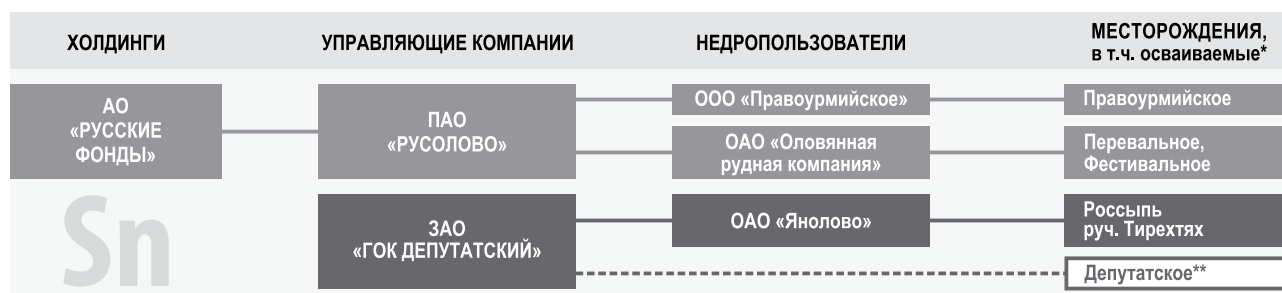 ХОЛДИНГИ
УПРАВЛЯЮЩИЕ КОМПАНИИ
НЕДРОПОЛЬЗОВАТЕЛИ
МЕСТОРОЖДЕНИЯ,
в т.ч. осваиваемые*
АО
«РУССКИЕ
ФОНДЫ»
ПАО
«РУСОЛОВО»
ООО «Правоурмийское»
Правоурмийское
ОАО «Оловянная
рудная компания»
Перевальное,
Фестивальное
Sn
ЗАО
«ГОК ДЕПУТАТСКИЙ»
ОАО «Янолово»
Россыпь
руч. Тирехтях
Депутатское**